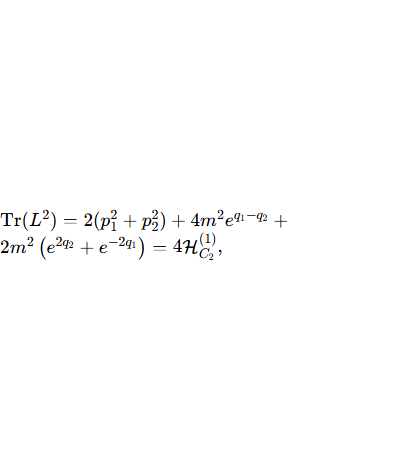 Tr(L²) = 2(p₁² + p₂²) + 4m²e^{q₁−q₂} +
2m² (e^{2q₂} + e^{−2q₁}) = 4ℋ_{C₂}^{(1)},